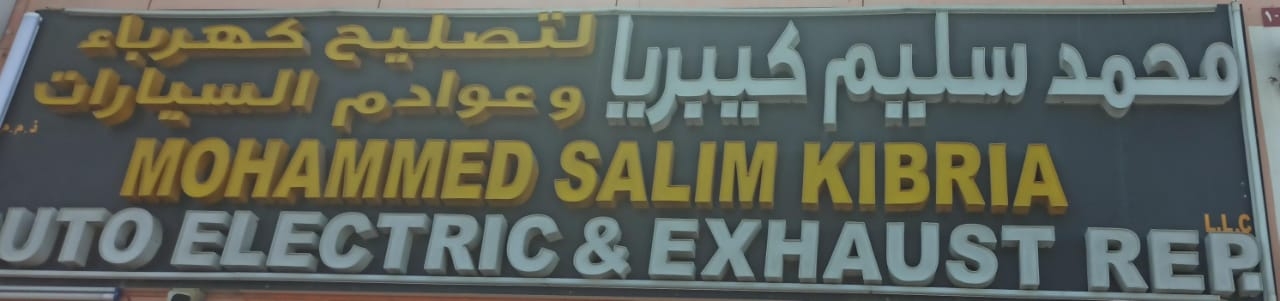 محمد سليم كيبريا
لتصليح كهرباء
وعوادم السيارات
ذ.م.م
MOHAMMED SALIM KIBRIA
L.L.C
UTO ELECTRIC & EXHAUST REP.